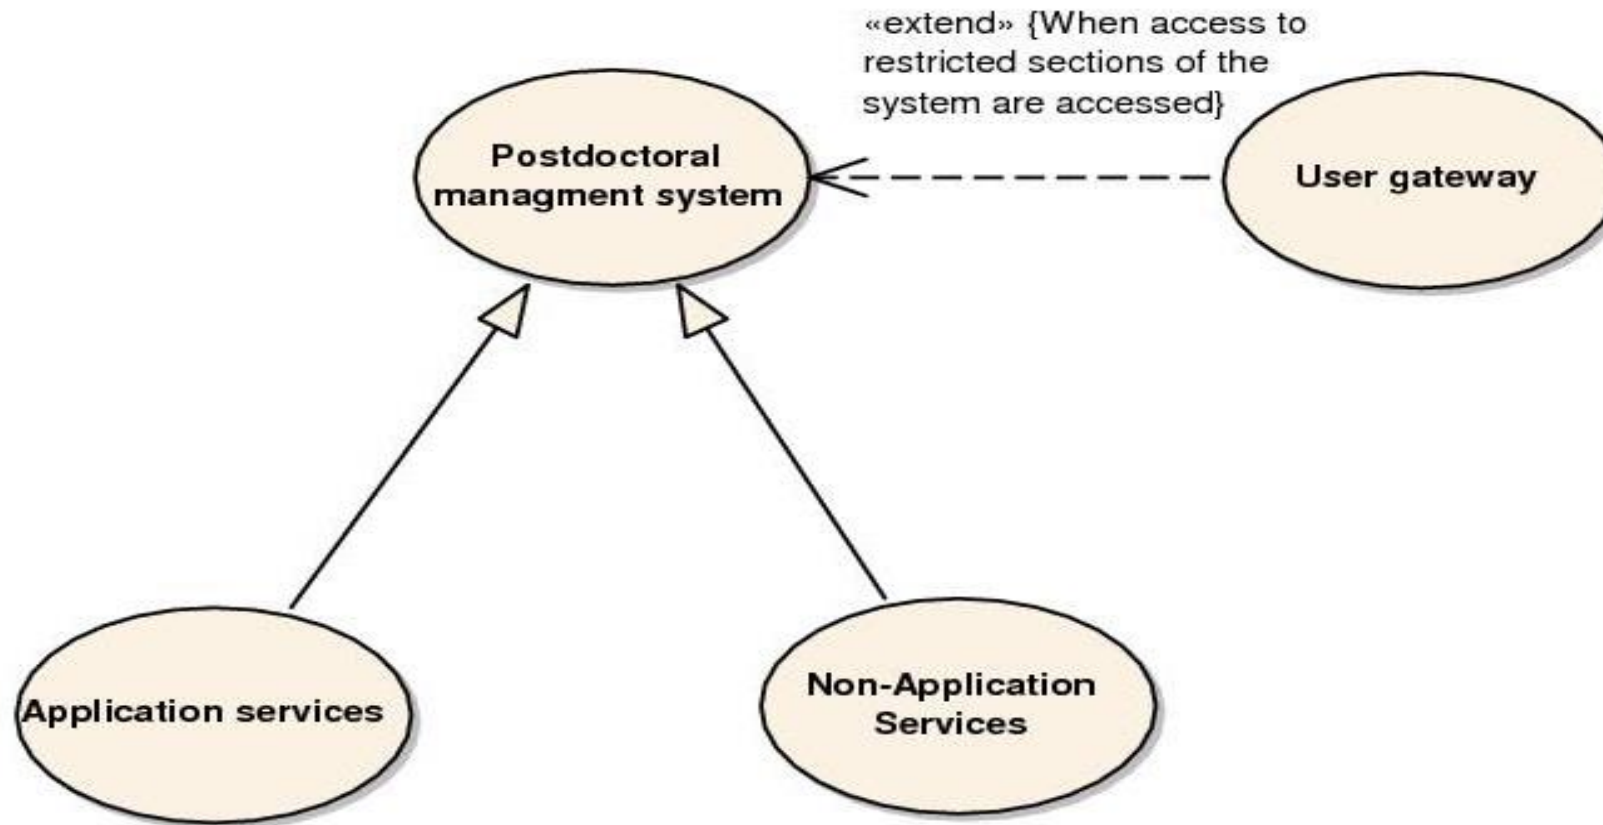 «extend» {When access to
restricted sections of the
system are accessed}
Postdoctoral
managment system
User gateway
Application services
Non-Application
Services